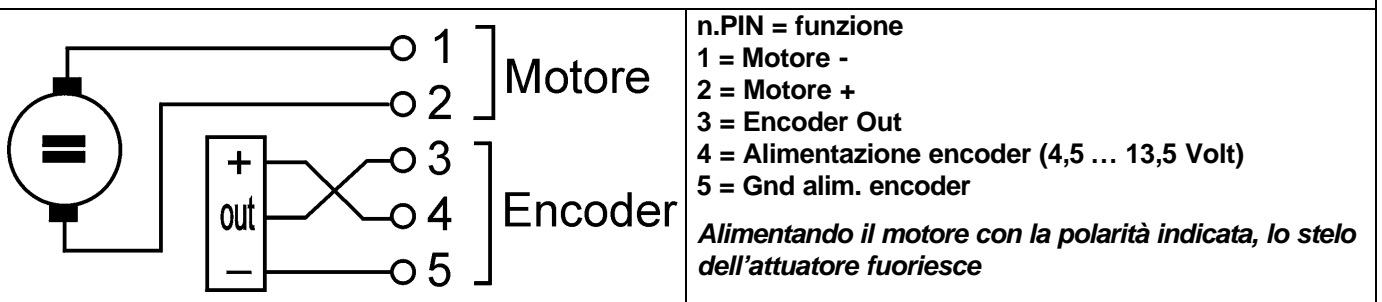 1
Motore
2
+
3
out
4
Encoder
–
5
n.PIN = funzione
1 = Motore -
2 = Motore +
3 = Encoder Out
4 = Alimentazione encoder (4,5 … 13,5 Volt)
5 = Gnd alim. encoder
Alimentando il motore con la polarità indicata, lo stelo
dell'attuatore fuoriesce